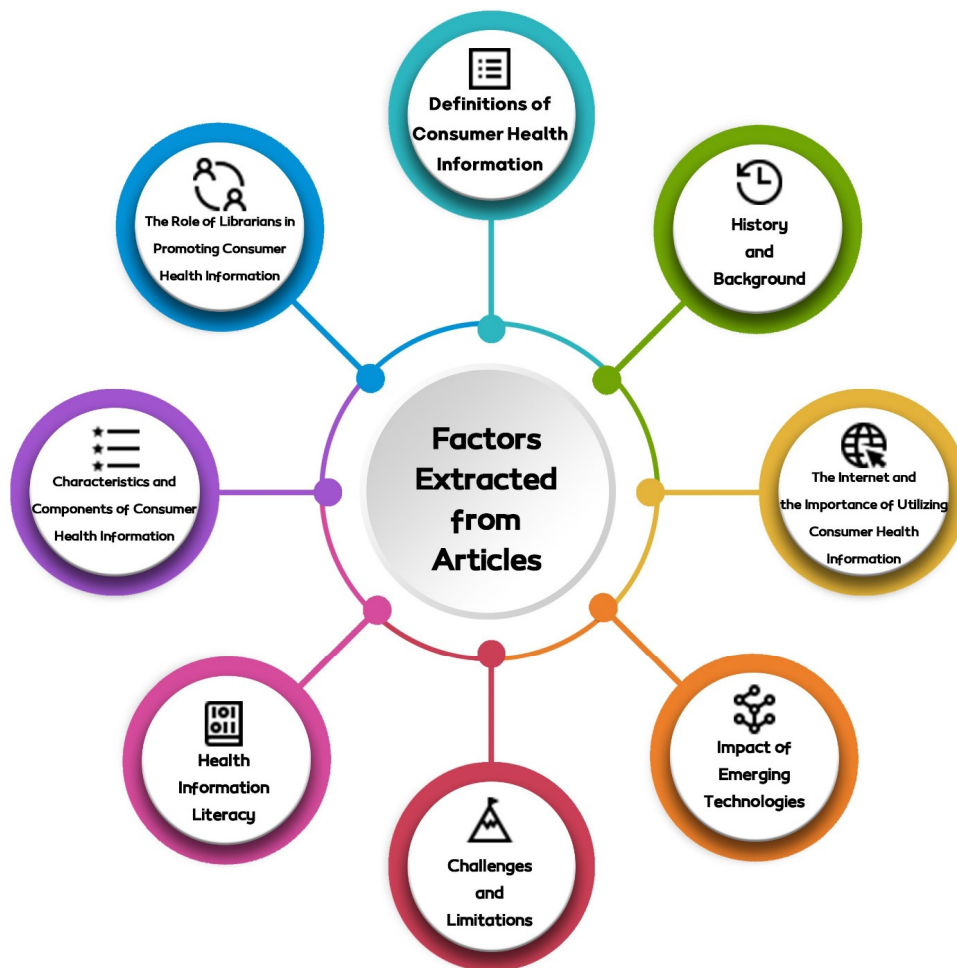 Definitions of
Consumer Health
Information
History
and
Background
The Internet and
the Importance of Utilizing
Consumer Health
Information
Impact of
Emerging
Technologies
Challenges
and
Limitations
Health
Information
Literacy
Characteristics and
Components of Consumer
Health Information
The Role of Librarians in
Promoting Consumer
Health Information
Factors
Extracted
from
Articles
101
011